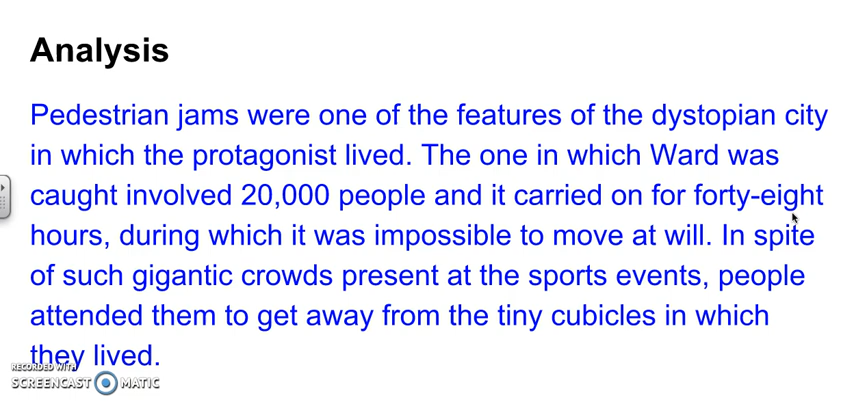 Analysis
Pedestrian jams were one of the features of the dystopian city
in which the protagonist lived. The one in which Ward was
caught involved 20,000 people and it carried on for forty-eight
hours, during which it was impossible to move at will. In spite
of such gigantic crowds present at the sports events, people
attended them to get away from the tiny cubicles in which
they lived.
RECORDED WITH
SCREENCAST MATIC